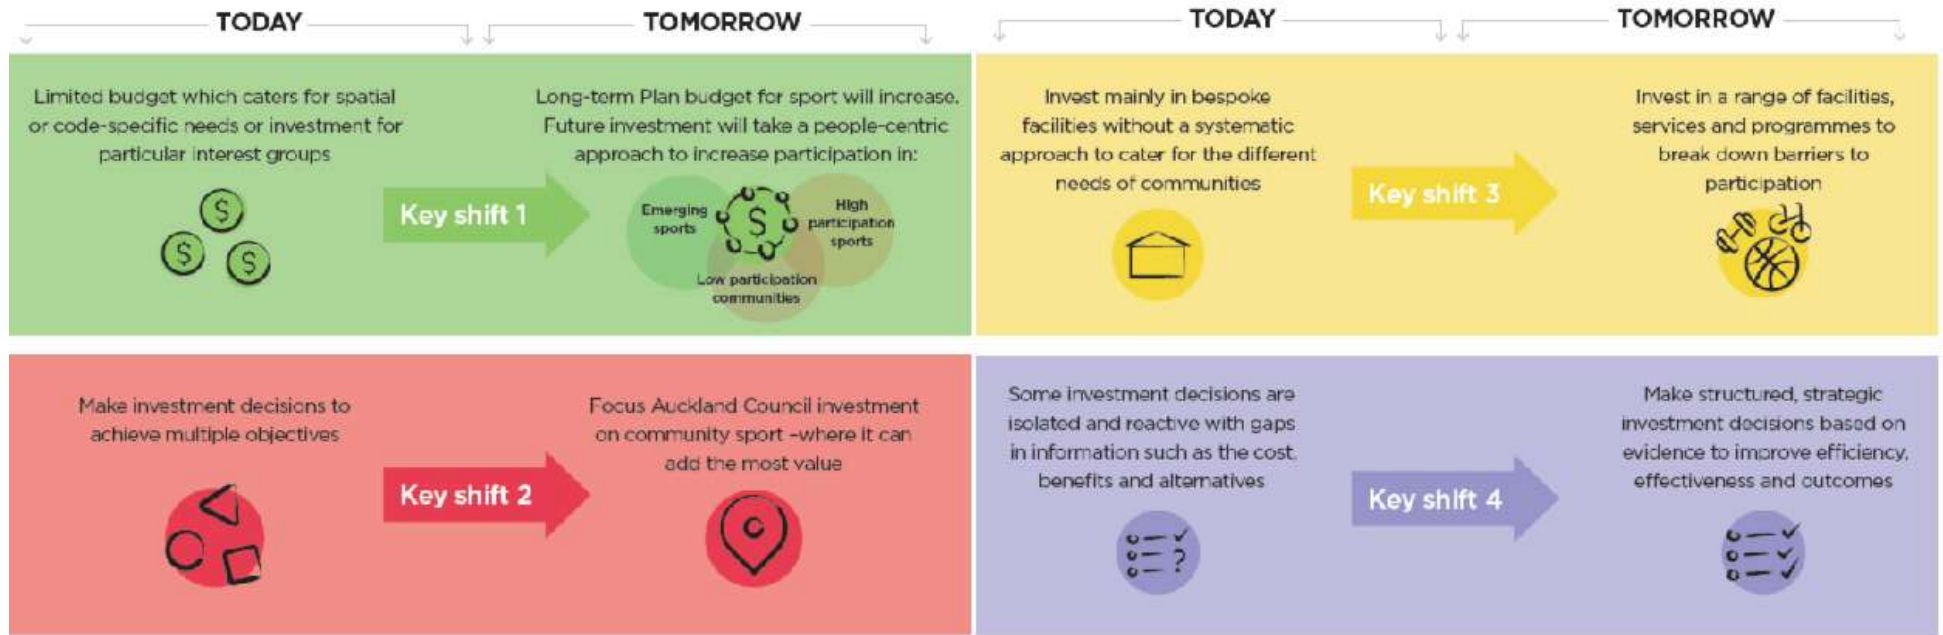 TODAY
TOMORROW
Limited budget which caters for spatial
or code-specific needs or investment for
particular interest groups
Key shift 1
Long-term Plan budget for sport will increase.
Future investment will take a people-centric
approach to increase participation in:
Emerging
sports
$
High
participation
sports
Low participation
communities
$
$
$
Make investment decisions to
achieve multiple objectives
Key shift 2
Focus Auckland Council investment
on community sport –where it can
add the most value
TODAY
TOMORROW
Invest mainly in bespoke
facilities without a systematic
approach to cater for the different
needs of communities
Key shift 3
Invest in a range of facilities,
services and programmes to
break down barriers to
participation
Some investment decisions are
isolated and reactive with gaps
in information such as the cost,
benefits and alternatives
?
Key shift 4
Make structured, strategic
investment decisions based on
evidence to improve efficiency,
effectiveness and outcomes